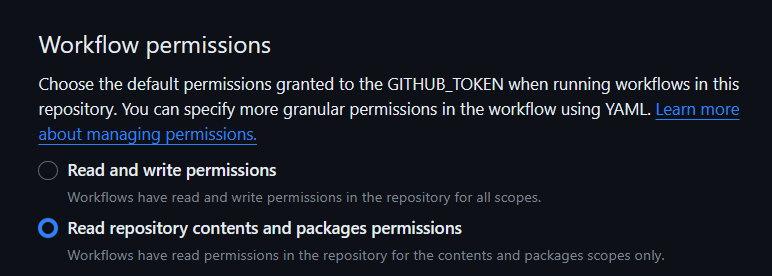 Workflow permissions
Choose the default permissions granted to the GITHUB_TOKEN when running workflows in this
repository. You can specify more granular permissions in the workflow using YAML. Learn more
about managing permissions.
Read and write permissions
Workflows have read and write permissions in the repository for all scopes.
Read repository contents and packages permissions
Workflows have read permissions in the repository for the contents and packages scopes only.